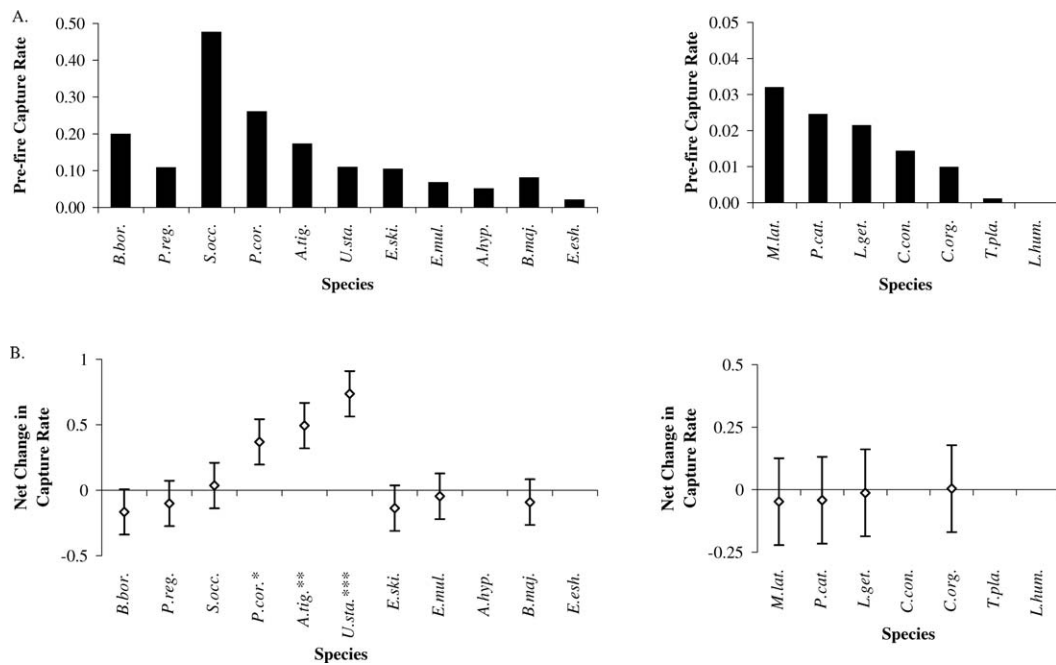 A.
Pre-fire Capture Rate
0.50
0.40
0.30
0.20
0.10
0.00
B.bor.
P.reg.
S.occ.
P.cor.
A.tig.
U.sta.
E.ski.
E.mul.
A.hyp.
B.maj.
E.esh.
Species
Pre-fire Capture Rate
0.05
0.04
0.03
0.02
0.01
0.00
M.lat.
P.cat.
L.get.
C.con.
C.org.
T.pla.
L.hum.
Species
B.
Net Change in
Capture Rate
1
0.5
0
-0.5
B.bor.
P.reg.
S.occ.
P.cor.*
A.tig.**
U.sta.***
E.ski.
E.mul.
A.hyp.
B.maj.
E.esh.
Species
Net Change in
Capture Rate
0.5
0.25
0
-0.25
M.lat.
P.cat.
L.get.
C.con.
C.org.
T.pla.
L.hum.
Species